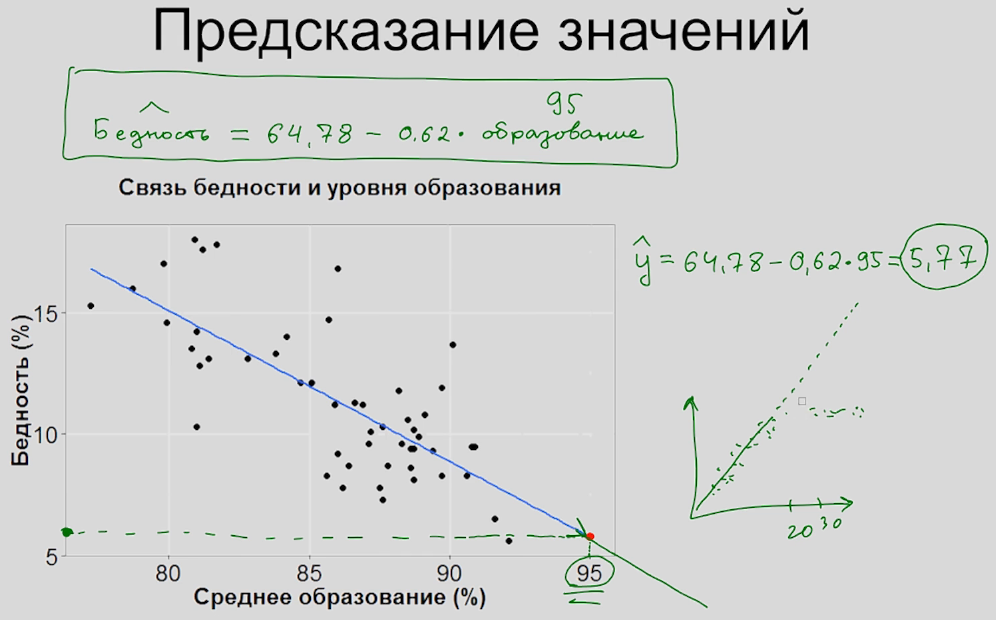 Предсказание значений
95
Бедность = 64,78 – 0.62 · образование
Связь бедности и уровня образования
ŷ = 64,78 – 0,62 · 95 = 5,77
Бедность (%)
15
10
5
80 85 90 95
Среднее образование (%)
20 30